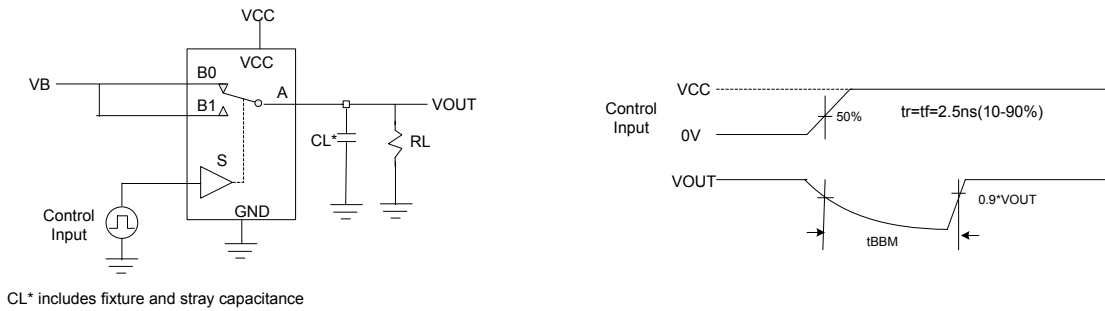 VCC
VCC
VB
B0
A
B1
VOUT
CL*
RL
S
GND
Control
Input
CL* includes fixture and stray capacitance
VCC
Control
Input
50%
tr=tf=2.5ns(10-90%)
0V
VOUT
0.9*VOUT
tBBM